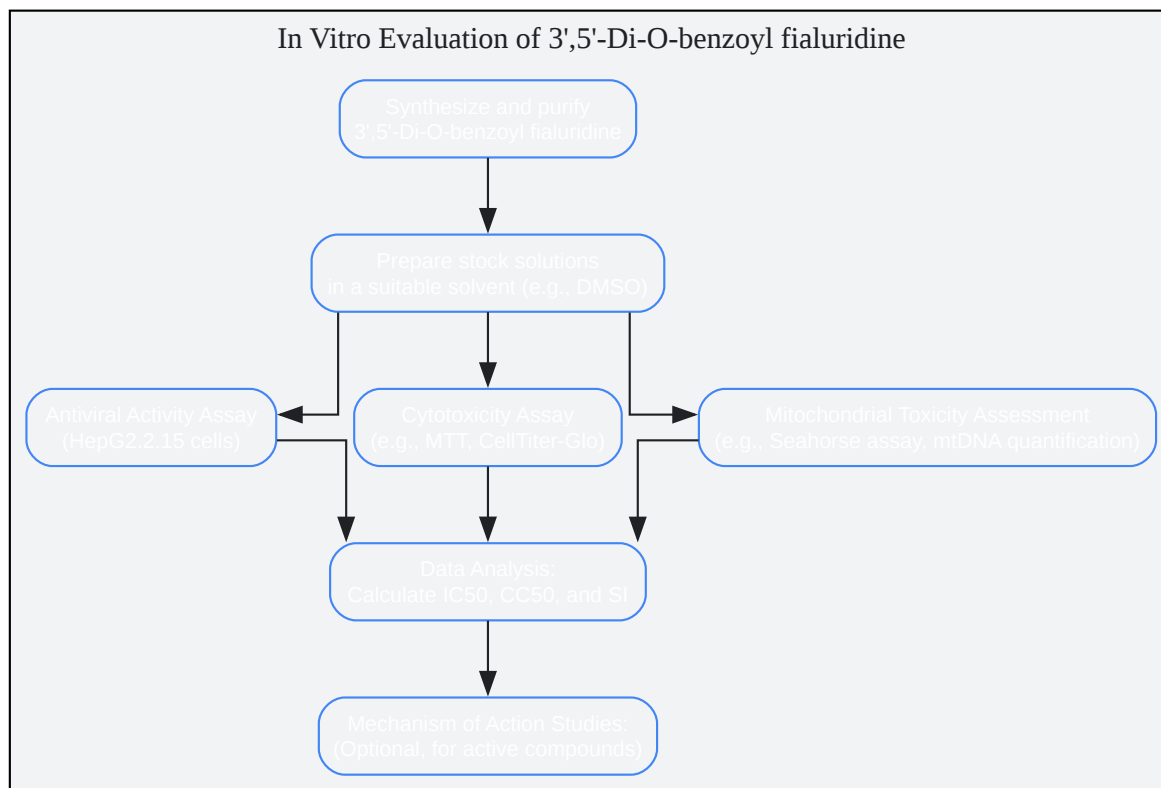 In Vitro Evaluation of 3',5'-Di-O-benzoyl fialuridine
Synthesize and purify
3',5'-Di-O-benzoyl fialuridine
Prepare stock solutions
in a suitable solvent (e.g., DMSO)
Antiviral Activity Assay
(HepG2.2.15 cells)
Cytotoxicity Assay
(e.g., MTT, CellTiter-Glo)
Mitochondrial Toxicity Assessment
(e.g., Seahorse assay, mtDNA quantification)
Data Analysis:
Calculate IC50, CC50, and SI
Mechanism of Action Studies:
(Optional, for active compounds)